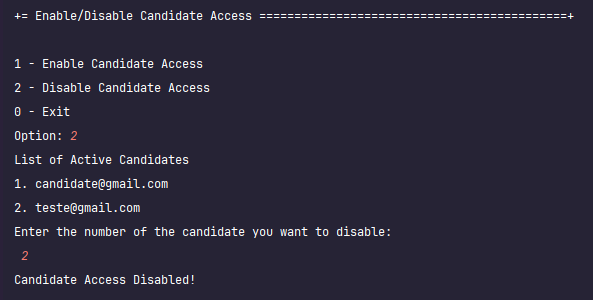 += Enable/Disable Candidate Access ============================================+
1 - Enable Candidate Access
2 - Disable Candidate Access
0 - Exit
Option: 2
List of Active Candidates
1. candidate@gmail.com
2. teste@gmail.com
Enter the number of the candidate you want to disable:
2
Candidate Access Disabled!